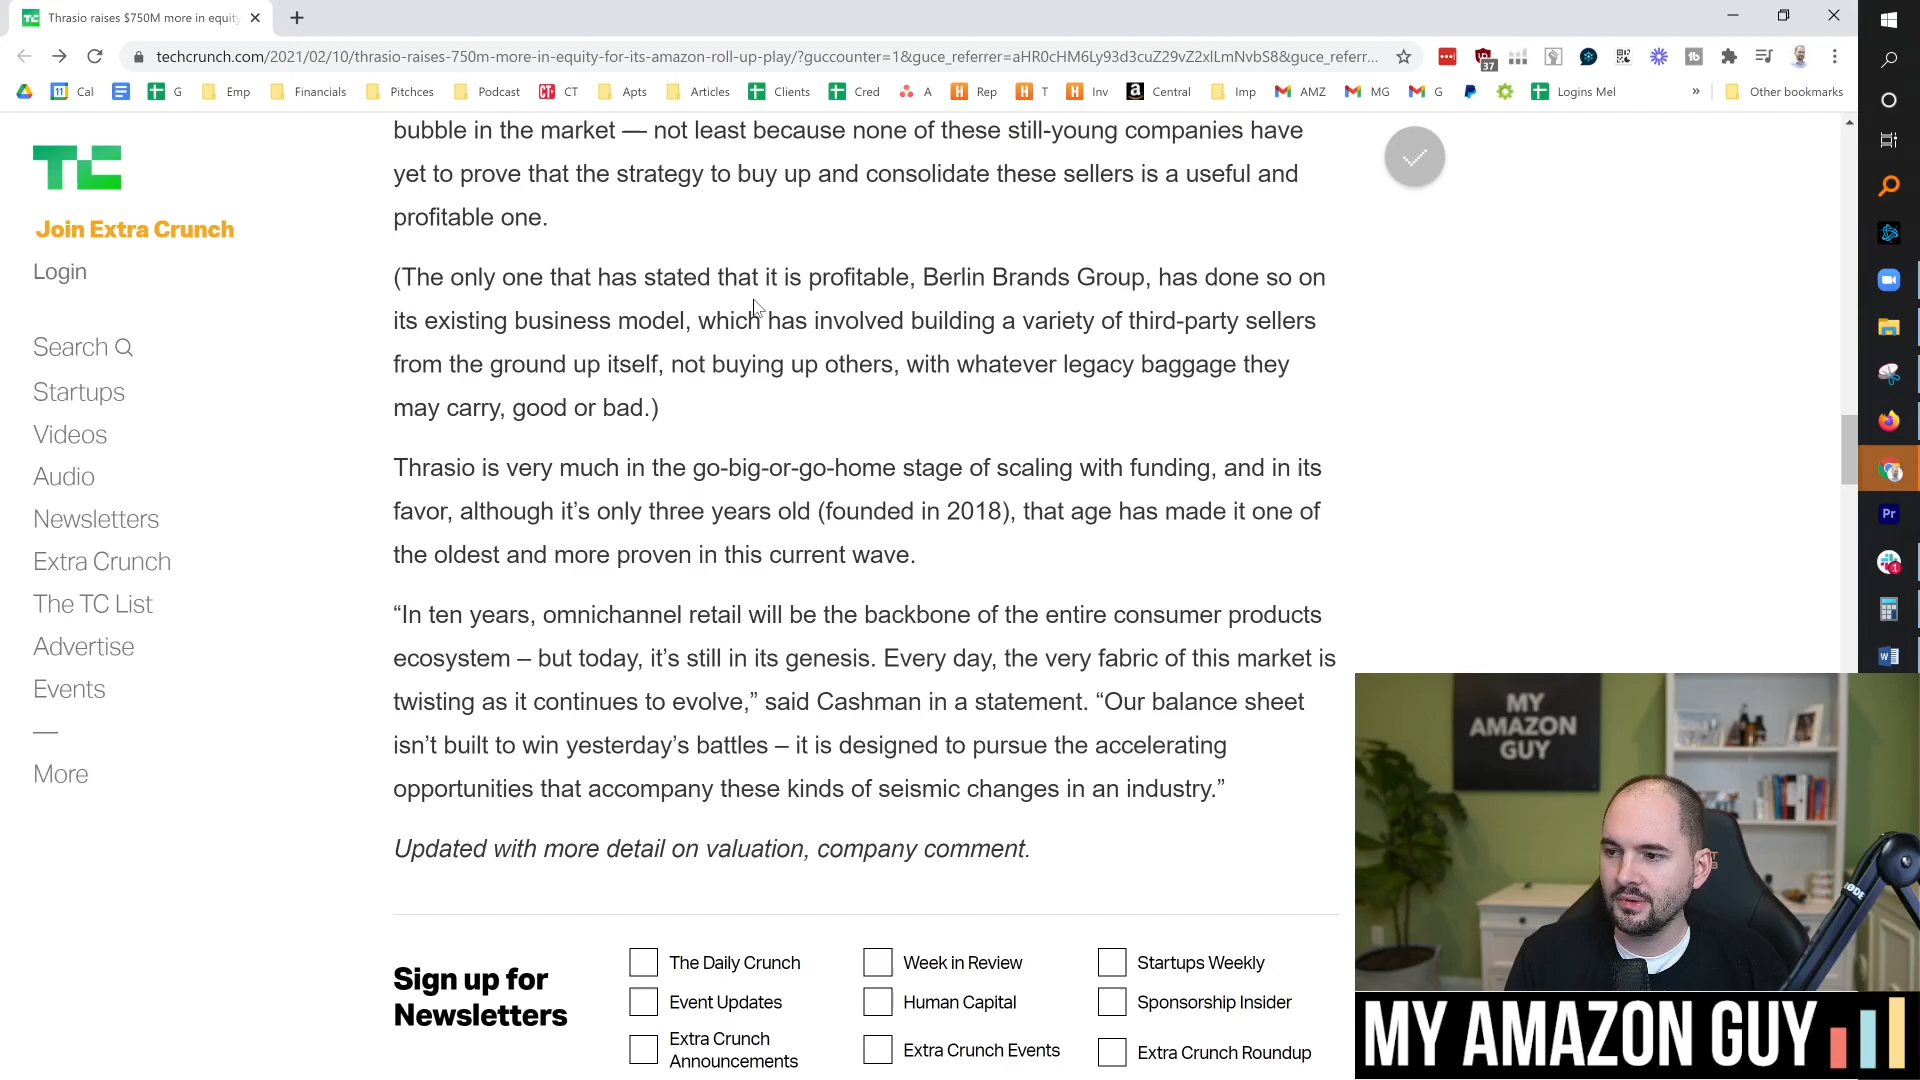 Thrasio raises $750M more in equity
techcrunch.com/2021/02/10/thrasio-raises-750m-more-in-equity-for-its-amazon-roll-up-play/?guccounter=1&guce_referrer=aHR0cHM6Ly93d3cuZ29vZ2xlLmNvbS8&guce_referr...
37
11 Cal G Emp Financials Pitchces Podcast CT CT Apts Articles Clients Cred A H Rep H T H Inv a Central Imp AMZ MG G Logins Mel » Other bookmarks
TC
Join Extra Crunch
Login
Search
Startups
Videos
Audio
Newsletters
Extra Crunch
The TC List
Advertise
Events
—
More
bubble in the market — not least because none of these still-young companies have
yet to prove that the strategy to buy up and consolidate these sellers is a useful and
profitable one.
(The only one that has stated that it is profitable, Berlin Brands Group, has done so on
its existing business model, which has involved building a variety of third-party sellers
from the ground up itself, not buying up others, with whatever legacy baggage they
may carry, good or bad.)
Thrasio is very much in the go-big-or-go-home stage of scaling with funding, and in its
favor, although it’s only three years old (founded in 2018), that age has made it one of
the oldest and more proven in this current wave.
“In ten years, omnichannel retail will be the backbone of the entire consumer products
ecosystem – but today, it’s still in its genesis. Every day, the very fabric of this market is
twisting as it continues to evolve,” said Cashman in a statement. “Our balance sheet
isn’t built to win yesterday’s battles – it is designed to pursue the accelerating
opportunities that accompany these kinds of seismic changes in an industry.”
Updated with more detail on valuation, company comment.
Sign up for
Newsletters
The Daily Crunch
Week in Review
Startups Weekly
Event Updates
Human Capital
Sponsorship Insider
Extra Crunch
Announcements
Extra Crunch Events
Extra Crunch Roundup
Pr
1
W
MY
AMAZON
GUY
RØDE
MY AMAZON GUY